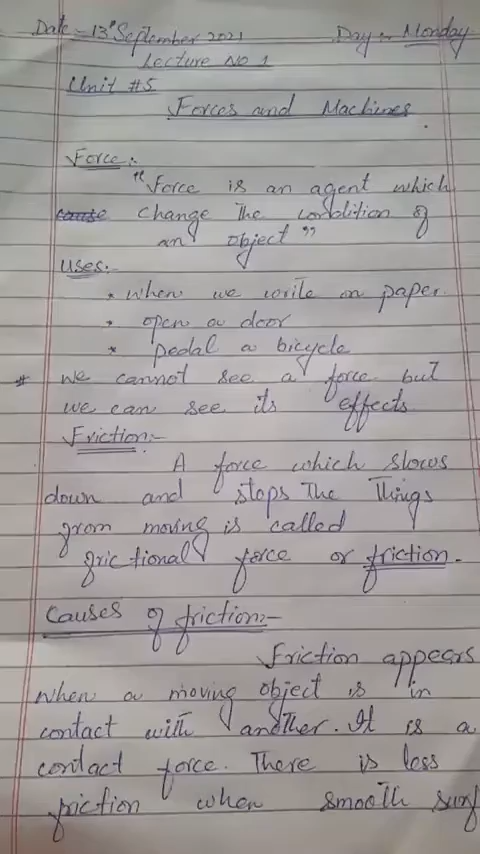 Date - 13th September 2021 Day :- Monday
Lecture No 1
Unit #5
Forces and Machines
Force:-
"Force is an agent which
cause change the condition of
an object"
Uses:-
* when we write on paper.
* open a door
* pedal a bicycle
# we cannot see a force but
we can see its effects
Friction:-
A force which slows
down and stops The Things
from moving is called
frictional force or friction.
Causes of friction:-
Friction appears
when a moving object is in
contact with another. It is a
contact force. There is less
friction when smooth surf